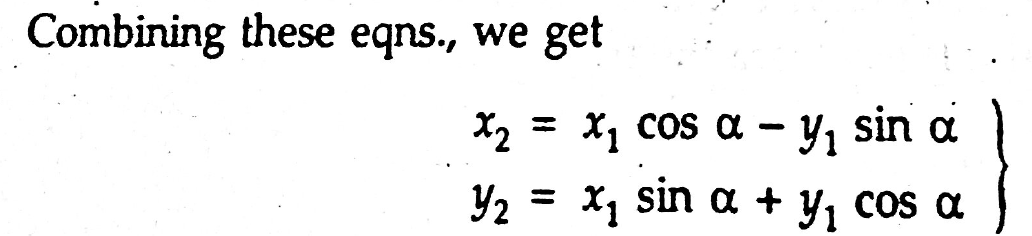 Combining these eqns., we get
x₂ = x₁ cos α − y₁ sin α
y₂ = x₁ sin α + y₁ cos α